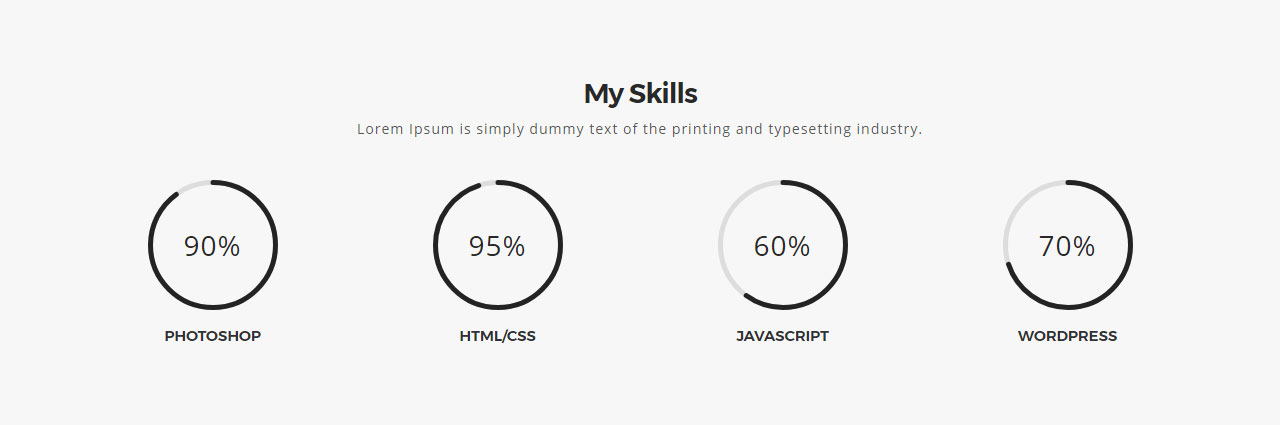 My Skills
Lorem Ipsum is simply dummy text of the printing and typesetting industry.
90% 95% 60% 70%
PHOTOSHOP HTML/CSS JAVASCRIPT WORDPRESS